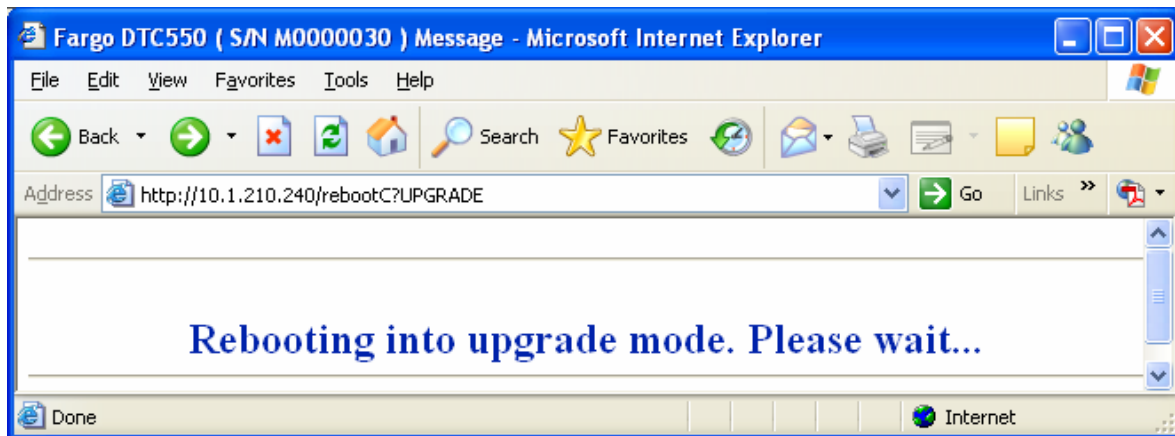 Fargo DTC550 ( S/N M0000030 ) Message - Microsoft Internet Explorer
File Edit View Favorites Tools Help
Back Search Favorites
Address http://10.1.210.240/rebootC?UPGRADE Go Links »
Rebooting into upgrade mode. Please wait...
Done Internet